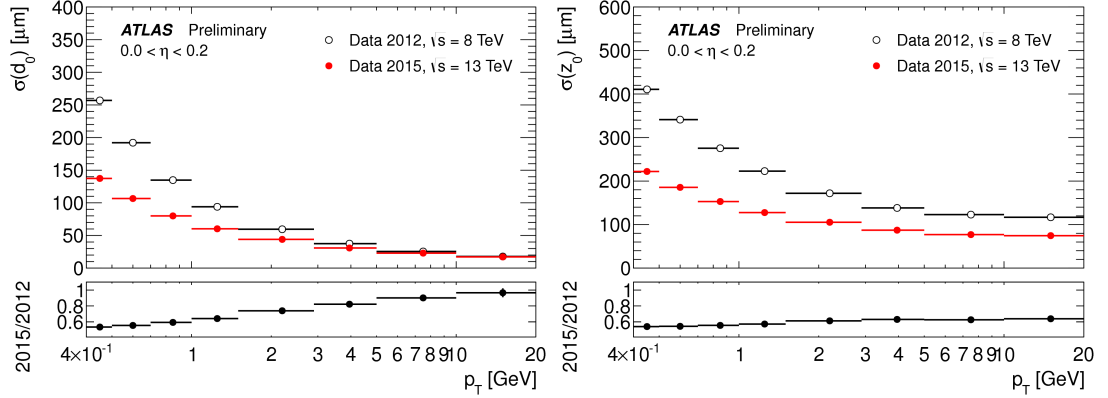 σ(d₀) [μm]
400
350
300
250
200
150
100
50
0
ATLAS Preliminary
0.0 < η < 0.2
Data 2012, √s = 8 TeV
Data 2015, √s = 13 TeV
2015/2012
1
0.8
0.6
4×10⁻¹ 1 2 3 4 5 6 7 8 9 10 20
p_T [GeV]
σ(z₀) [μm]
600
500
400
300
200
100
0
ATLAS Preliminary
0.0 < η < 0.2
Data 2012, √s = 8 TeV
Data 2015, √s = 13 TeV
2015/2012
1
0.8
0.6
4×10⁻¹ 1 2 3 4 5 6 7 8 9 10 20
p_T [GeV]